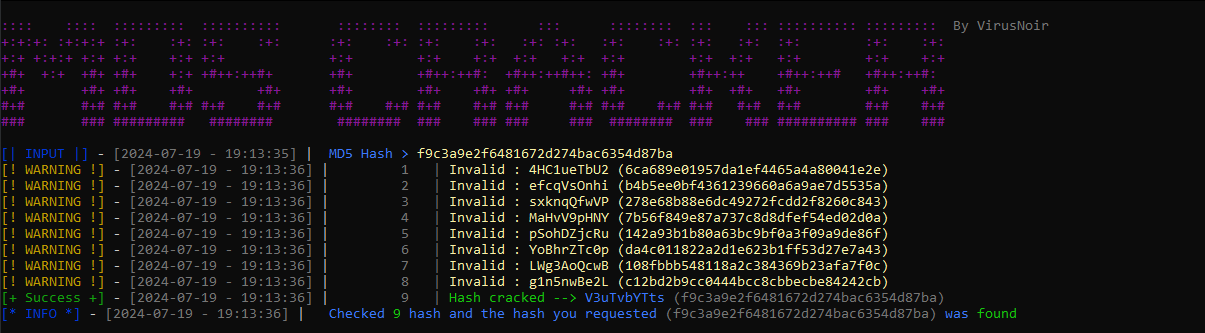 MD5 CRACKER
By VirusNoir
[| INPUT |] - [2024-07-19 - 19:13:35] | MD5 Hash > f9c3a9e2f6481672d274bac6354d87ba
[! WARNING !] - [2024-07-19 - 19:13:36] | 1 | Invalid : 4HC1ueTbU2 (6ca689e01957da1ef4465a4a80041e2e)
[! WARNING !] - [2024-07-19 - 19:13:36] | 2 | Invalid : efcqVsOnhi (b4b5ee0bf4361239660a6a9ae7d5535a)
[! WARNING !] - [2024-07-19 - 19:13:36] | 3 | Invalid : sxknqQfwVP (278e68b88e6dc49272fcdd2f8260c843)
[! WARNING !] - [2024-07-19 - 19:13:36] | 4 | Invalid : MaHvV9pHNY (7b56f849e87a737c8d8dfef54ed02d0a)
[! WARNING !] - [2024-07-19 - 19:13:36] | 5 | Invalid : pSohDZjcRu (142a93b1b80a63bc9bf0a3f09a9de86f)
[! WARNING !] - [2024-07-19 - 19:13:36] | 6 | Invalid : YoBhrZTc0p (da4c011822a2d1e623b1ff53d27e7a43)
[! WARNING !] - [2024-07-19 - 19:13:36] | 7 | Invalid : LWg3AoQcwB (108fbbb548118a2c384369b23afa7f0c)
[! WARNING !] - [2024-07-19 - 19:13:36] | 8 | Invalid : g1n5nwBe2L (c12bd2b9cc0444bcc8cbbecbe84242cb)
[+ Success +] - [2024-07-19 - 19:13:36] | 9 | Hash cracked --> V3uTvbYTts (f9c3a9e2f6481672d274bac6354d87ba)
[* INFO *] - [2024-07-19 - 19:13:36] | Checked 9 hash and the hash you requested (f9c3a9e2f6481672d274bac6354d87ba) was found